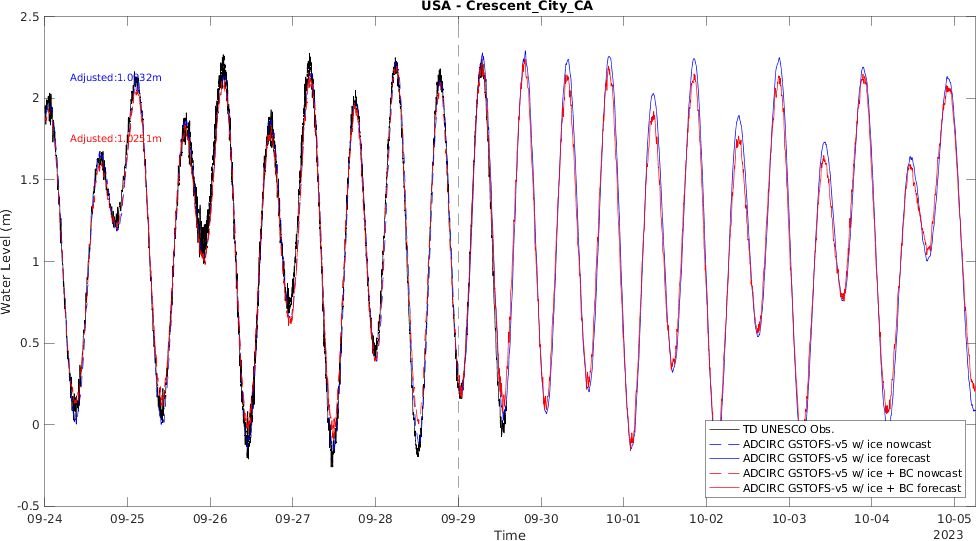 USA - Crescent_City_CA
2.5
2
1.5
1
0.5
0
-0.5
Water Level (m)
Adjusted:1.0032m
Adjusted:1.0251m
TD UNESCO Obs.
ADCIRC GSTOFS-v5 w/ ice nowcast
ADCIRC GSTOFS-v5 w/ ice forecast
ADCIRC GSTOFS-v5 w/ ice + BC nowcast
ADCIRC GSTOFS-v5 w/ ice + BC forecast
09-24 09-25 09-26 09-27 09-28 09-29 09-30 10-01 10-02 10-03 10-04 10-05
Time
2023